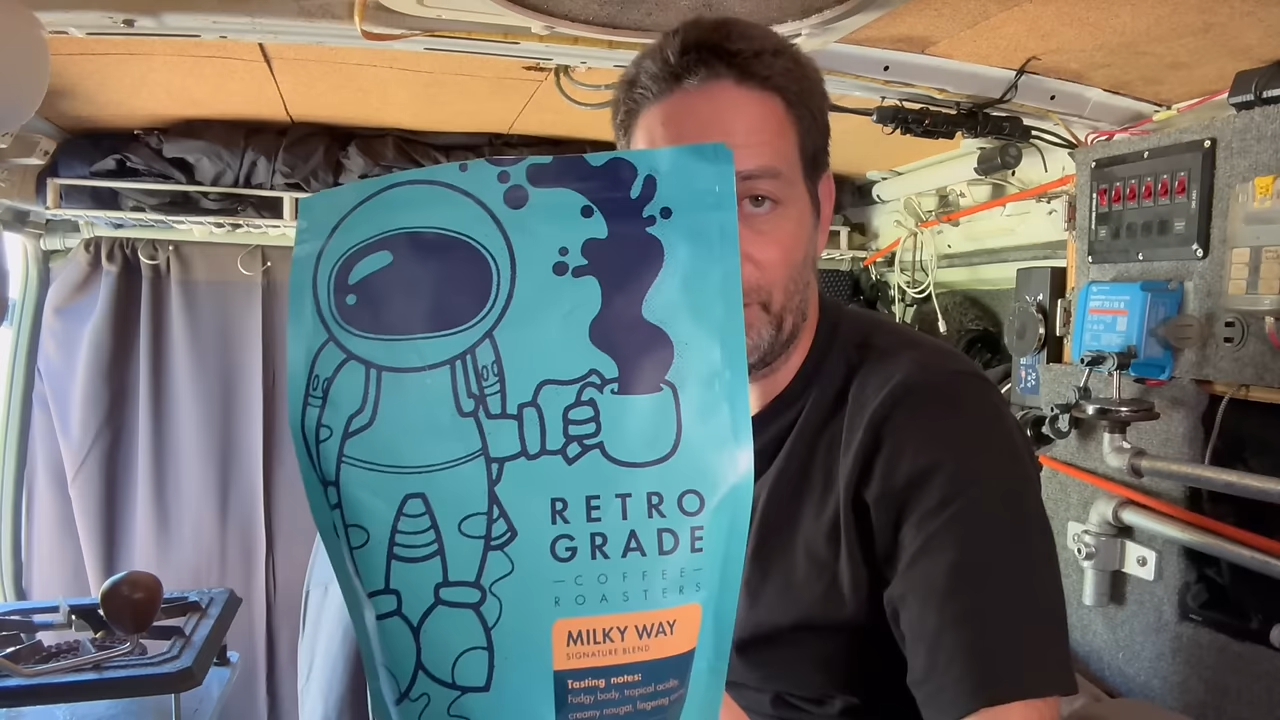 RETRO
GRADE
COFFEE
ROASTERS
MILKY WAY
SIGNATURE BLEND
Tasting notes:
Fudgy body, tropical acidity,
creamy nougat, lingering